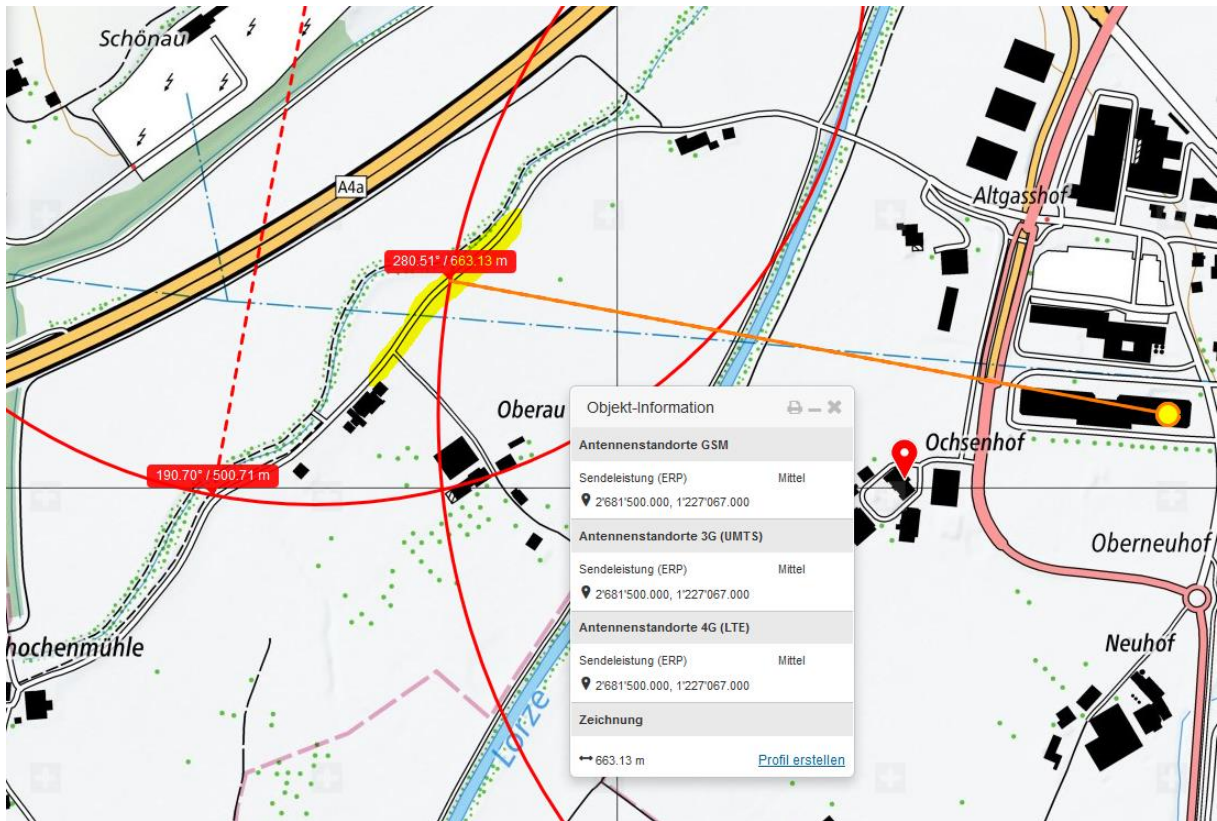 Schönau
A4a
Altgasshof
280.51° / 663.13 m
Oberau
Ochsenhof
190.70° / 500.71 m
Oberneuhof
hochenmühle
Neuhof
Lorze
Objekt-Information
Antennenstandorte GSM
Sendeleistung (ERP) Mittel
2'681'500.000, 1'227'067.000
Antennenstandorte 3G (UMTS)
Sendeleistung (ERP) Mittel
2'681'500.000, 1'227'067.000
Antennenstandorte 4G (LTE)
Sendeleistung (ERP) Mittel
2'681'500.000, 1'227'067.000
Zeichnung
663.13 m Profil erstellen